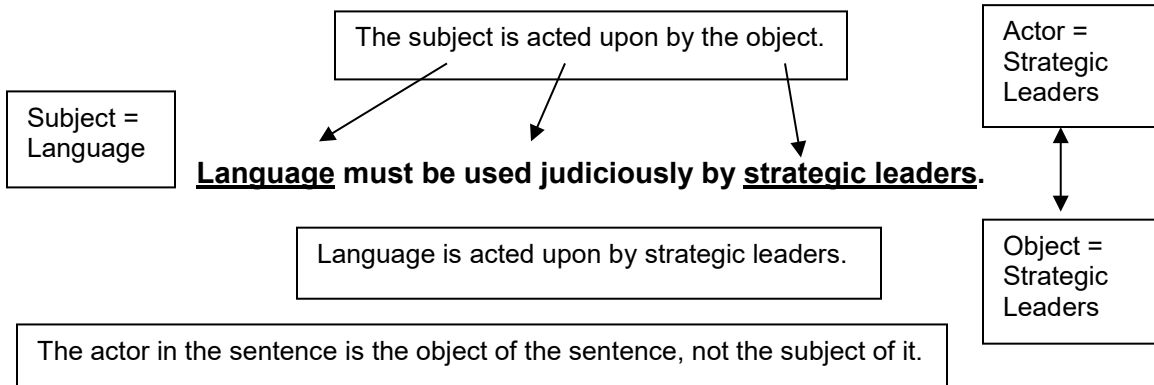 The subject is acted upon by the object.
Actor =
Strategic
Leaders
Subject =
Language
Language must be used judiciously by strategic leaders.
Language is acted upon by strategic leaders.
Object =
Strategic
Leaders
The actor in the sentence is the object of the sentence, not the subject of it.